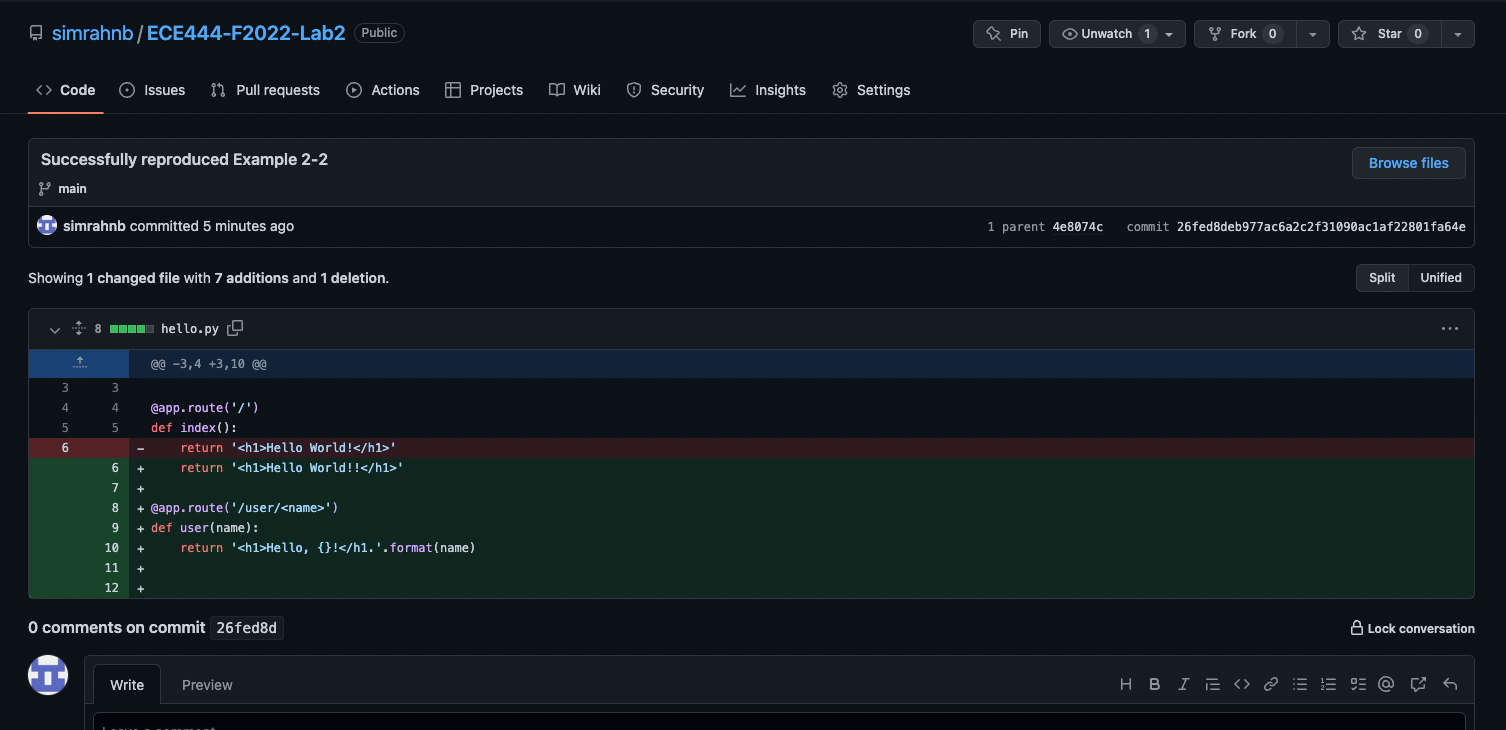 simrahnb / ECE444-F2022-Lab2 Public
Pin Unwatch 1 Fork 0 Star 0
Code Issues Pull requests Actions Projects Wiki Security Insights Settings
Successfully reproduced Example 2-2
Browse files
main
simrahnb committed 5 minutes ago 1 parent 4e8074c commit 26fed8deb977ac6a2c2f31090ac1af22801fa64e
Showing 1 changed file with 7 additions and 1 deletion.
Split Unified
8 hello.py
@@ -3,4 +3,10 @@
3 3
4 4 @app.route('/')
5 5 def index():
6 - return '<h1>Hello World!</h1>'
6 + return '<h1>Hello World!!</h1>'
7 +
8 + @app.route('/user/<name>')
9 + def user(name):
10 + return '<h1>Hello, {}!</h1.'.format(name)
11 +
12 +
0 comments on commit 26fed8d
Lock conversation
Write Preview
Leave a comment